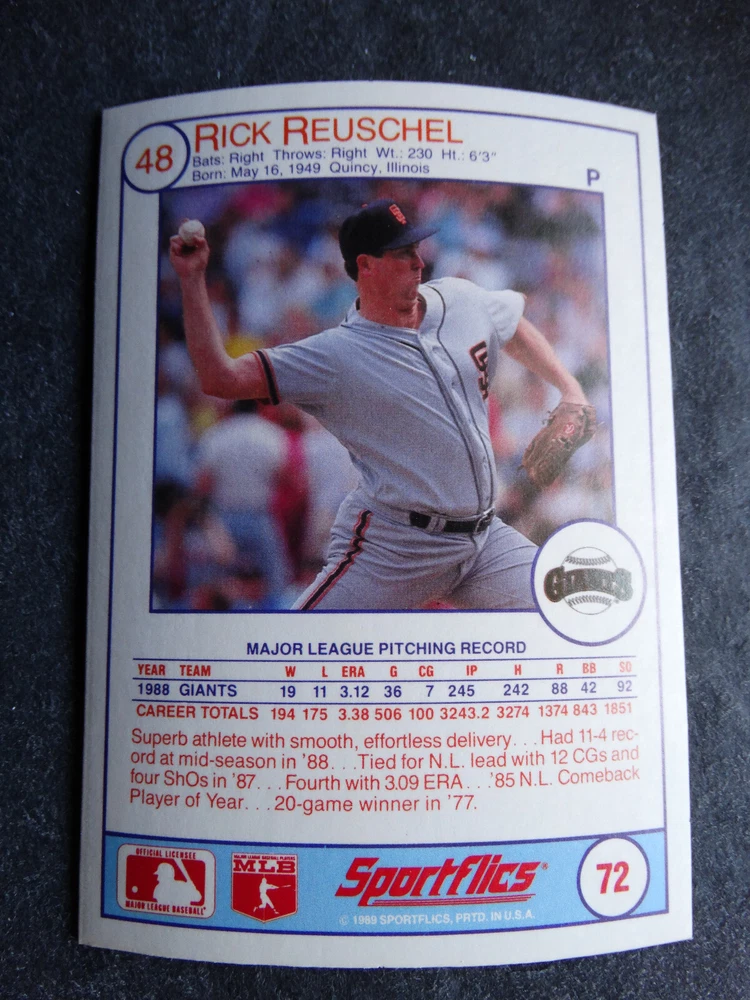 48
RICK REUSCHEL
Bats: Right Throws: Right Wt.: 230 Ht.: 6'3"
Born: May 16, 1949 Quincy, Illinois
P
GIANTS
MAJOR LEAGUE PITCHING RECORD
YEAR TEAM W L ERA G CG IP H R BB SO
1988 GIANTS 19 11 3.12 36 7 245 242 88 42 92
CAREER TOTALS 194 175 3.38 506 100 3243.2 3274 1374 843 1851
Superb athlete with smooth, effortless delivery. . . Had 11-4 rec-
ord at mid-season in '88. . .Tied for N.L. lead with 12 CGs and
four ShOs in '87. . .Fourth with 3.09 ERA. . .'85 N.L. Comeback
Player of Year. . . 20-game winner in '77.
OFFICIAL LICENSEE
MAJOR LEAGUE BASEBALL
MAJOR LEAGUE BASEBALL PLAYERS
MLB
Sportflics
© 1989 SPORTFLICS, PRTD. IN U.S.A.
72